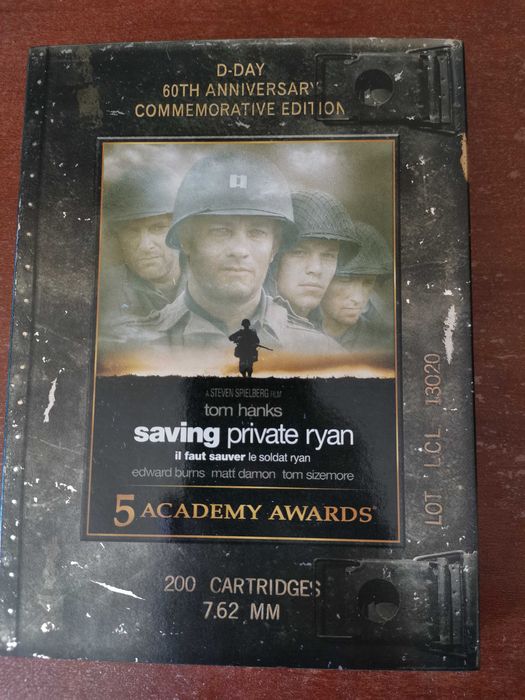 D-DAY
60TH ANNIVERSARY
COMMEMORATIVE EDITION
A STEVEN SPIELBERG FILM
tom hanks
saving private ryan
il faut sauver le soldat ryan
edward burns matt damon tom sizemore
5 ACADEMY AWARDS
200 CARTRIDGES
7.62 MM
LOT LCL 13020